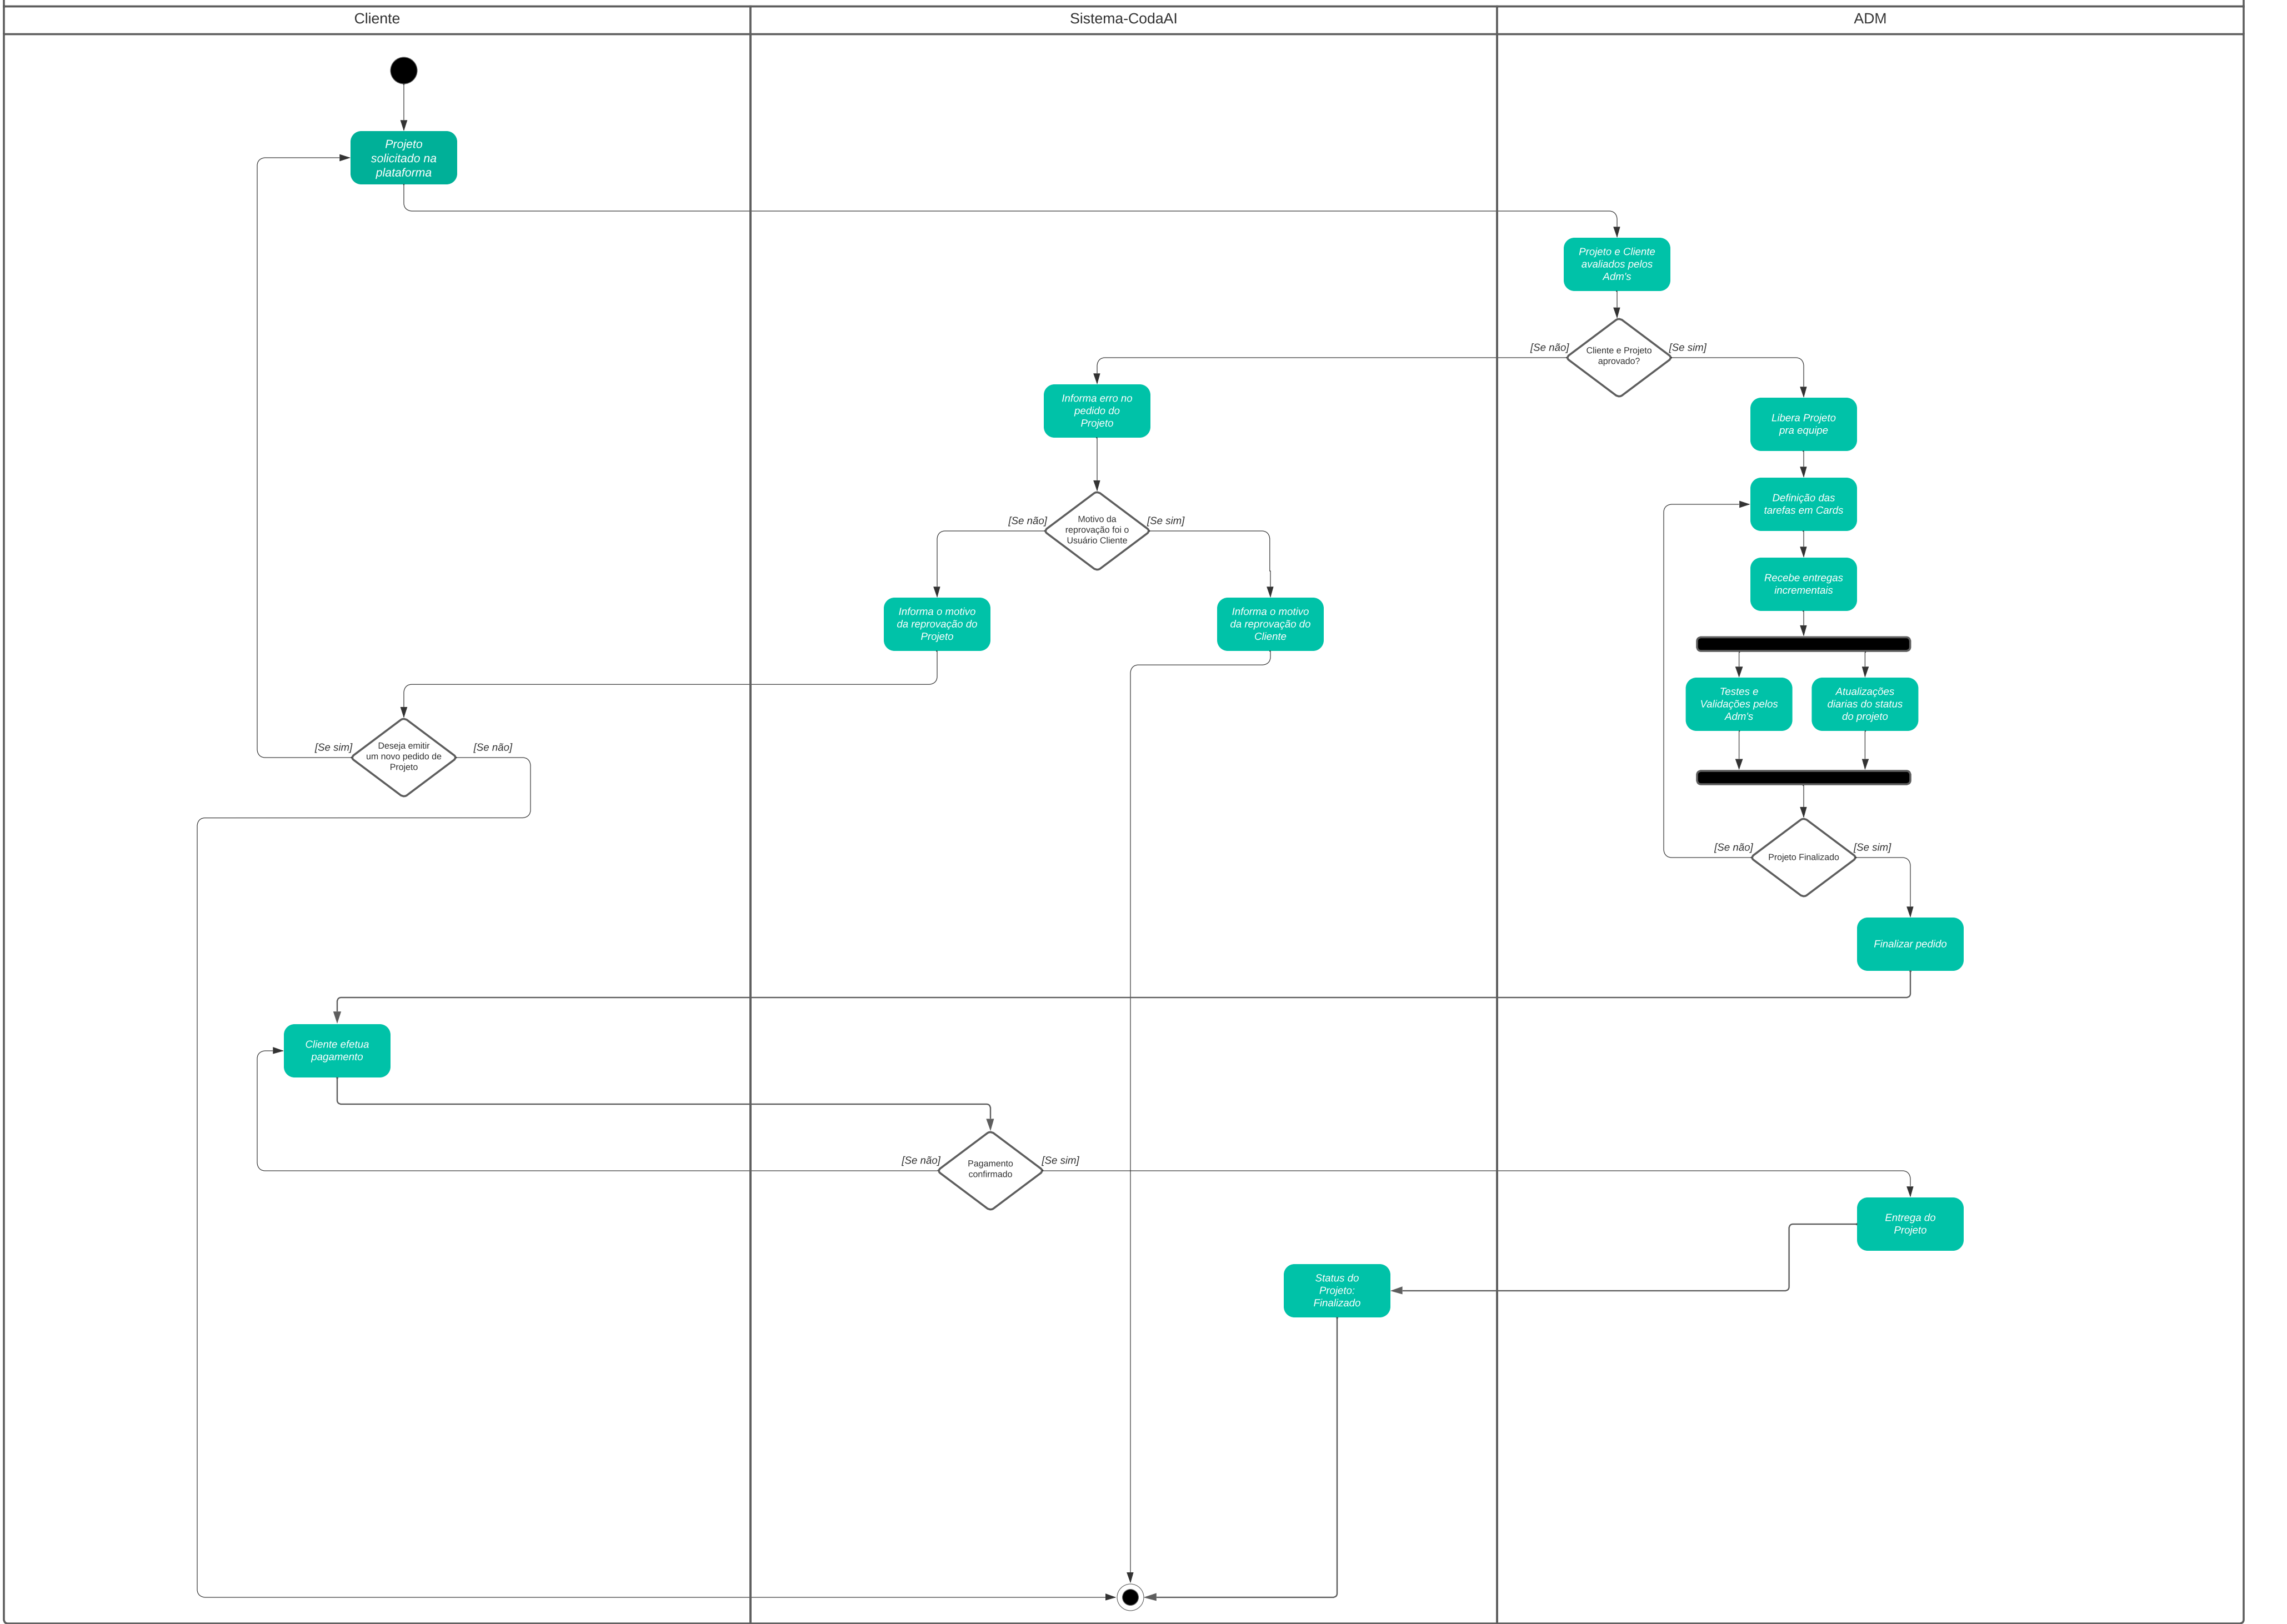 Cliente
Sistema-CodaAI
ADM
Projeto
solicitado na
plataforma
Projeto e Cliente
avaliados pelos
Adm's
Cliente e Projeto
aprovado?
[Se não]
[Se sim]
Informa erro no
pedido do
Projeto
Libera Projeto
pra equipe
Motivo da
reprovação foi o
Usuário Cliente
[Se não]
[Se sim]
Definição das
tarefas em Cards
Recebe entregas
incrementais
Informa o motivo
da reprovação do
Projeto
Informa o motivo
da reprovação do
Cliente
Testes e
Validações pelos
Adm's
Atualizações
diarias do status
do projeto
Deseja emitir
um novo pedido de
Projeto
[Se sim]
[Se não]
Projeto Finalizado
[Se não]
[Se sim]
Finalizar pedido
Cliente efetua
pagamento
Pagamento
confirmado
[Se não]
[Se sim]
Entrega do
Projeto
Status do
Projeto:
Finalizado